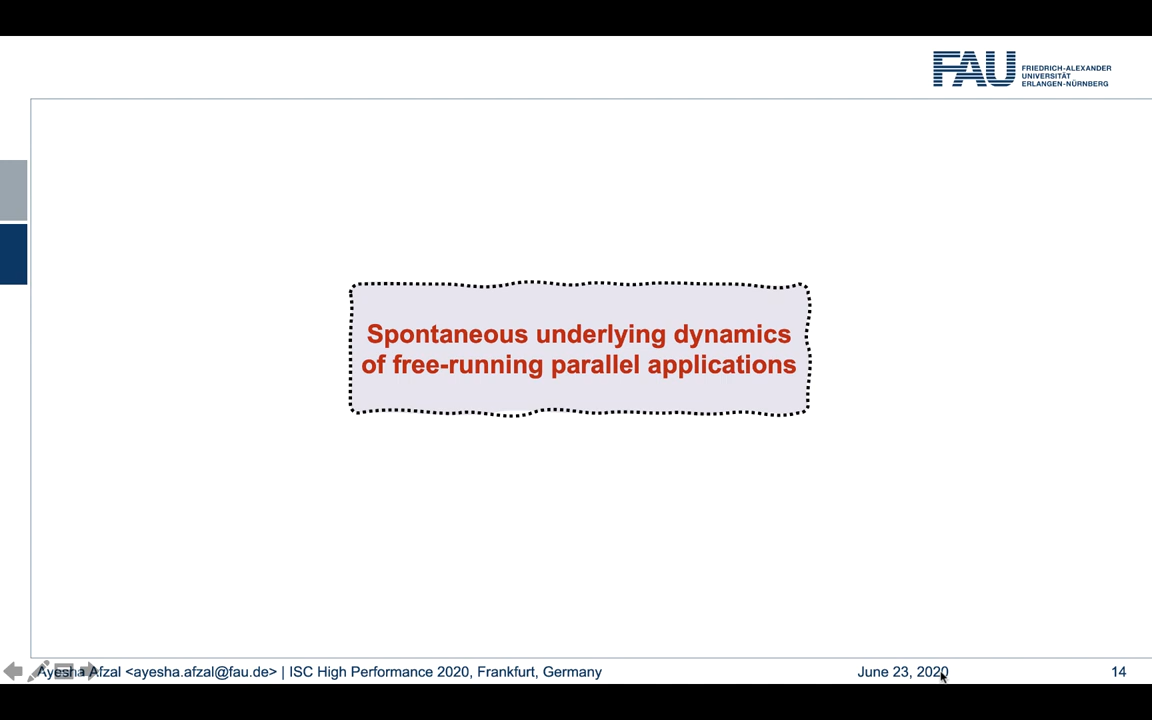 FAU
FRIEDRICH-ALEXANDER
UNIVERSITÄT
ERLANGEN-NÜRNBERG
Spontaneous underlying dynamics
of free-running parallel applications
Ayesha Afzal <ayesha.afzal@fau.de> | ISC High Performance 2020, Frankfurt, Germany
June 23, 2020
14